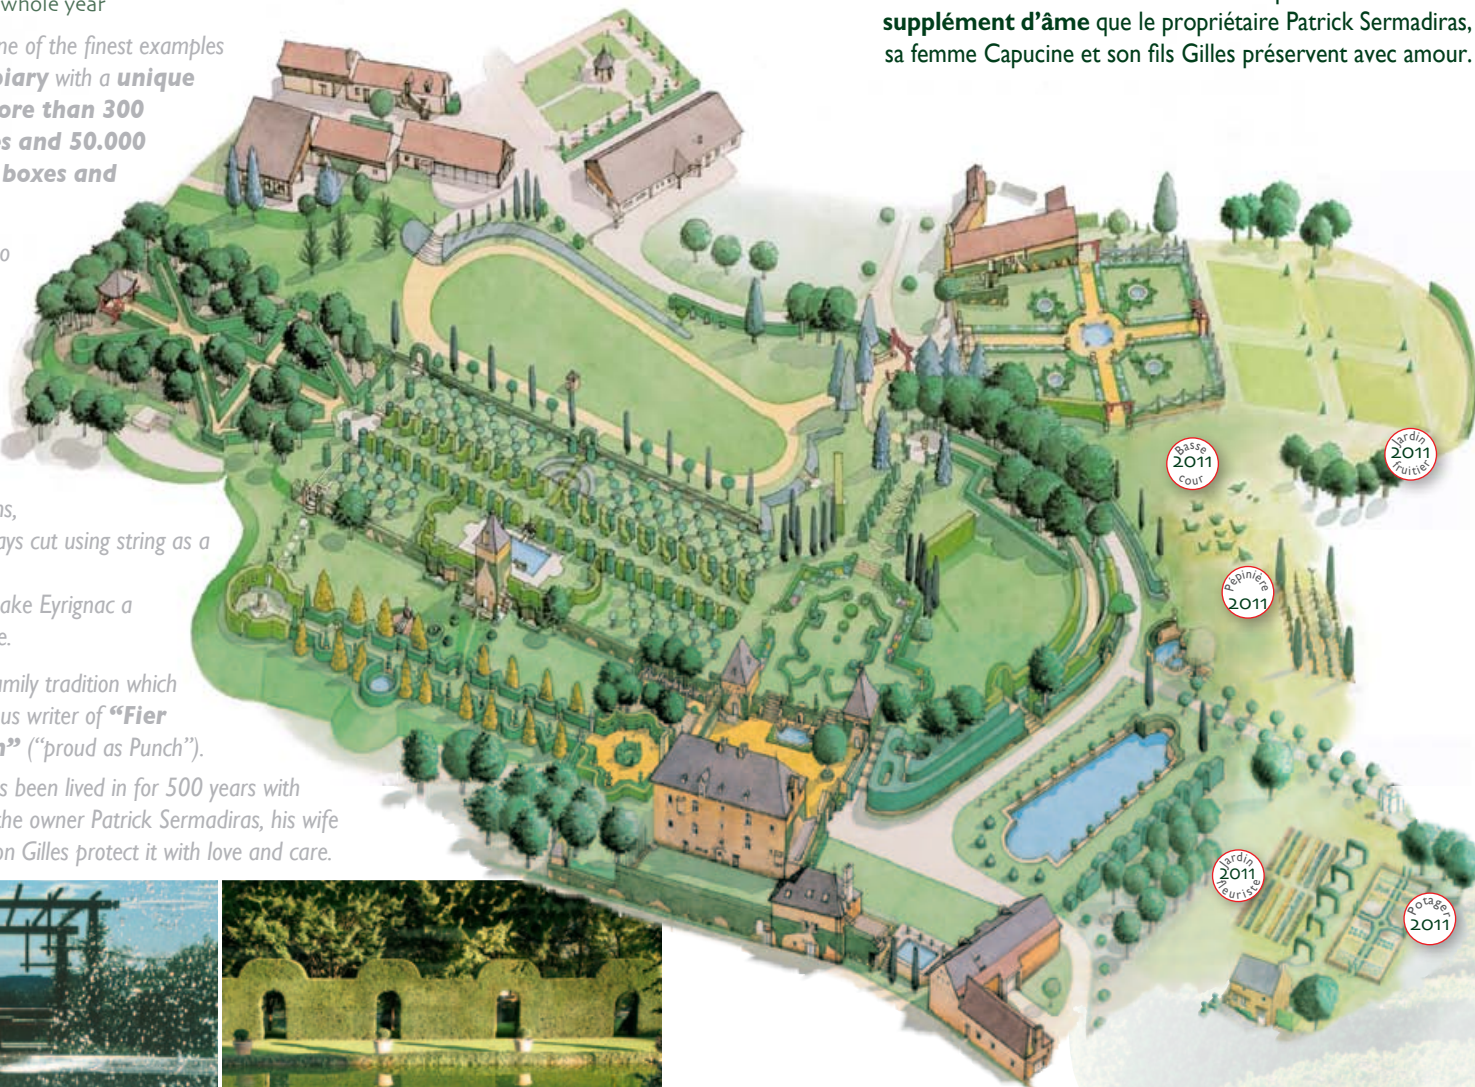 whole year
ne of the finest examples
piary with a unique
ore than 300
es and 50.000
boxes and
o
ns,
ays cut using string as a
ake Eyrignac a
e.
amily tradition which
us writer of “Fier
n” (“proud as Punch”).
s been lived in for 500 years with
the owner Patrick Sermadiras, his wife
on Gilles protect it with love and care.
supplément d’âme que le propriétaire Patrick Sermadiras,
sa femme Capucine et son fils Gilles préservent avec amour.
Basse
2011
cour
Jardin
2011
fruitier
Pépinière
2011
Jardin
2011
fleuriste
Potager
2011